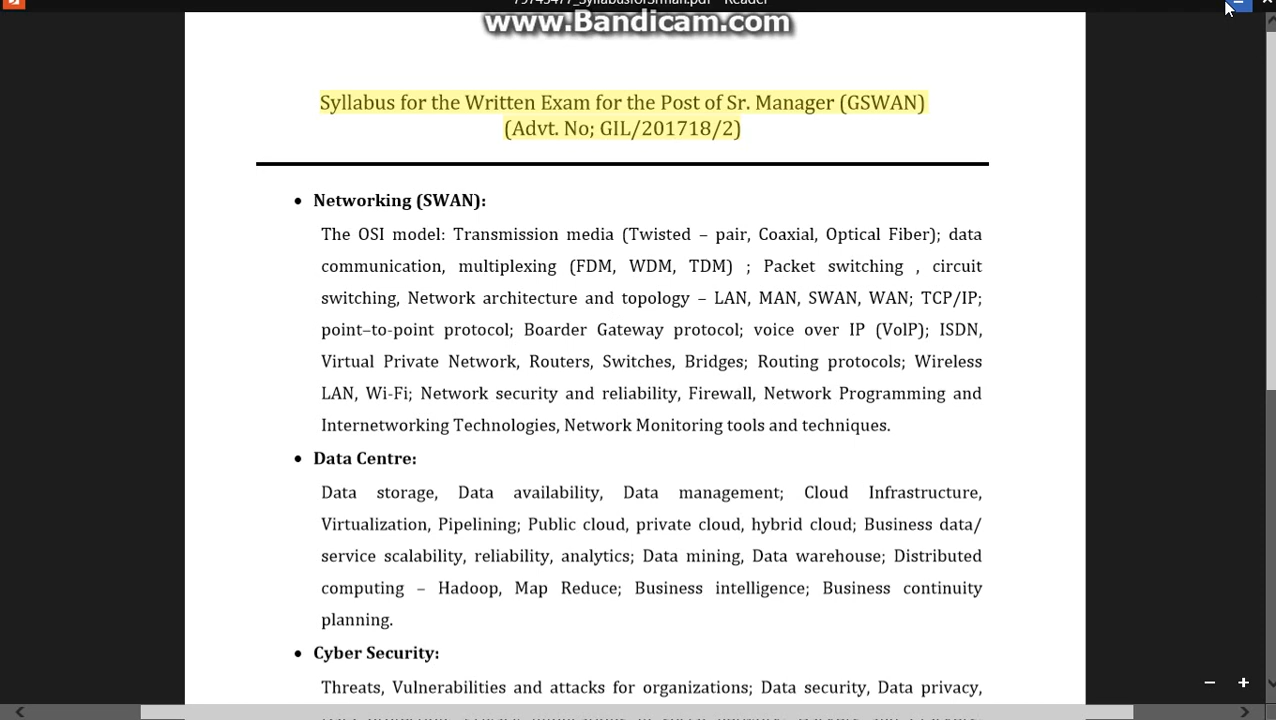 www.Bandicam.com
Syllabus for the Written Exam for the Post of Sr. Manager (GSWAN)
(Advt. No; GIL/201718/2)
• Networking (SWAN):
The OSI model: Transmission media (Twisted – pair, Coaxial, Optical Fiber); data
communication, multiplexing (FDM, WDM, TDM) ; Packet switching , circuit
switching, Network architecture and topology – LAN, MAN, SWAN, WAN; TCP/IP;
point–to-point protocol; Boarder Gateway protocol; voice over IP (VolP); ISDN,
Virtual Private Network, Routers, Switches, Bridges; Routing protocols; Wireless
LAN, Wi-Fi; Network security and reliability, Firewall, Network Programming and
Internetworking Technologies, Network Monitoring tools and techniques.
• Data Centre:
Data storage, Data availability, Data management; Cloud Infrastructure,
Virtualization, Pipelining; Public cloud, private cloud, hybrid cloud; Business data/
service scalability, reliability, analytics; Data mining, Data warehouse; Distributed
computing – Hadoop, Map Reduce; Business intelligence; Business continuity
planning.
• Cyber Security:
Threats, Vulnerabilities and attacks for organizations; Data security, Data privacy,